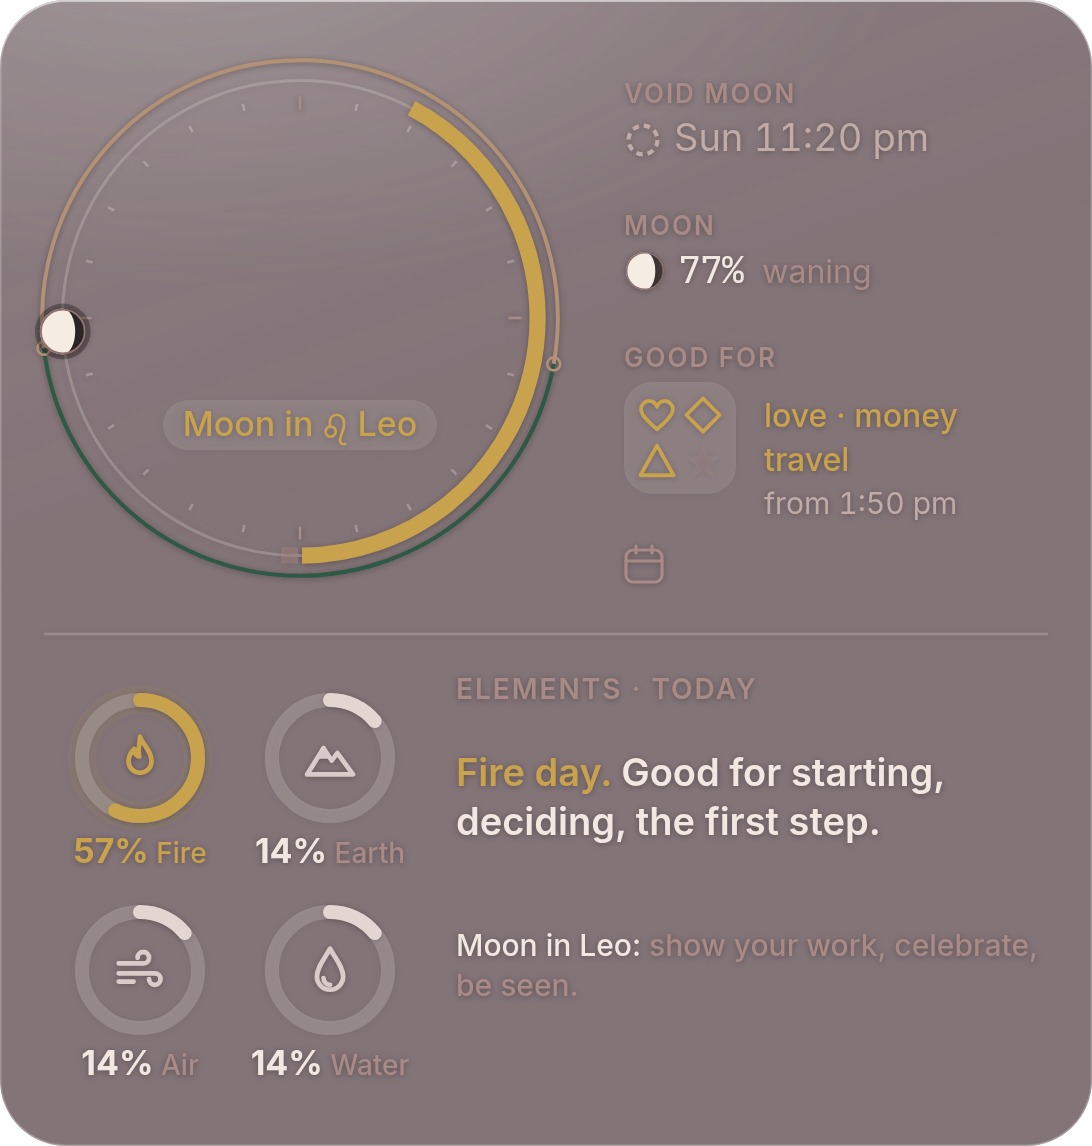 VOID MOON
Sun 11:20 pm
MOON
77% waning
GOOD FOR
love · money
travel
from 1:50 pm
Moon in ♌ Leo
ELEMENTS · TODAY
Fire day. Good for starting,
deciding, the first step.
57% Fire
14% Earth
Moon in Leo: show your work, celebrate,
be seen.
14% Air
14% Water